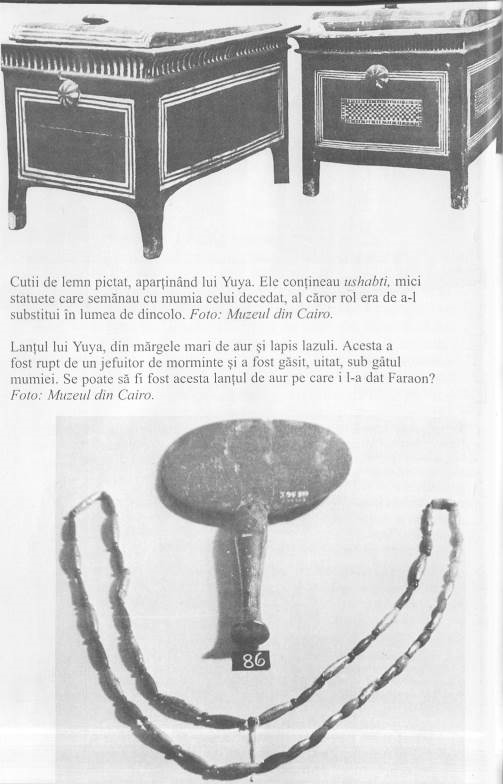 Cutii de lemn pictat, aparținând lui Yuya. Ele conțineau ushabti, mici
statuete care semănau cu mumia celui decedat, al căror rol era de a-l
substitui în lumea de dincolo. Foto: Muzeul din Cairo.
Lanțul lui Yuya, din mărgele mari de aur și lapis lazuli. Acesta a
fost rupt de un jefuitor de morminte și a fost găsit, uitat, sub gâtul
mumiei. Se poate să fi fost acesta lanțul de aur pe care i l-a dat Faraon?
Foto: Muzeul din Cairo.
86